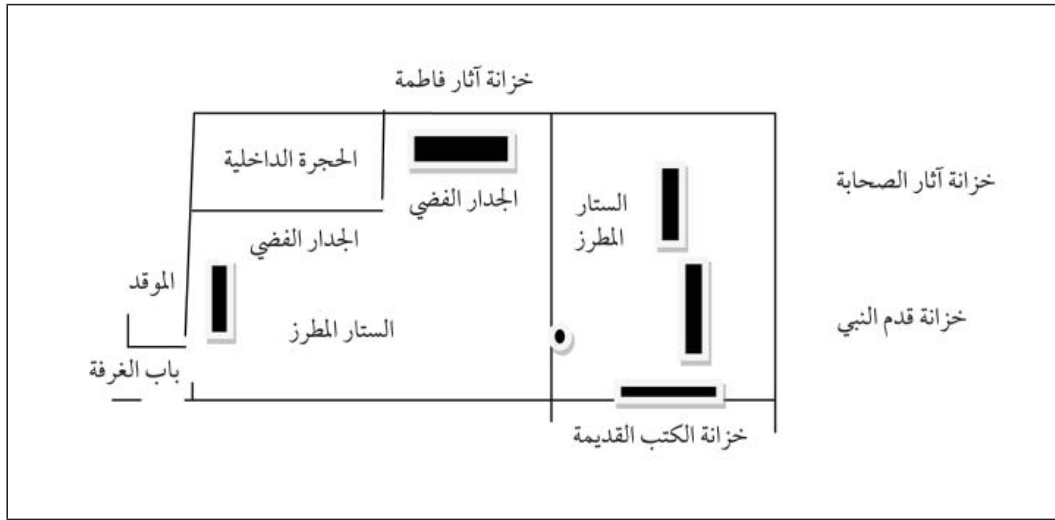 خزانة آثار فاطمة
الحجرة الداخلية
خزانة آثار الصحابة
الجدار الفضي
الستار
المطرز
الجدار الفضي
الموقد
خزانة قدم النبي
الستار المطرز
باب الغرفة
خزانة الكتب القديمة